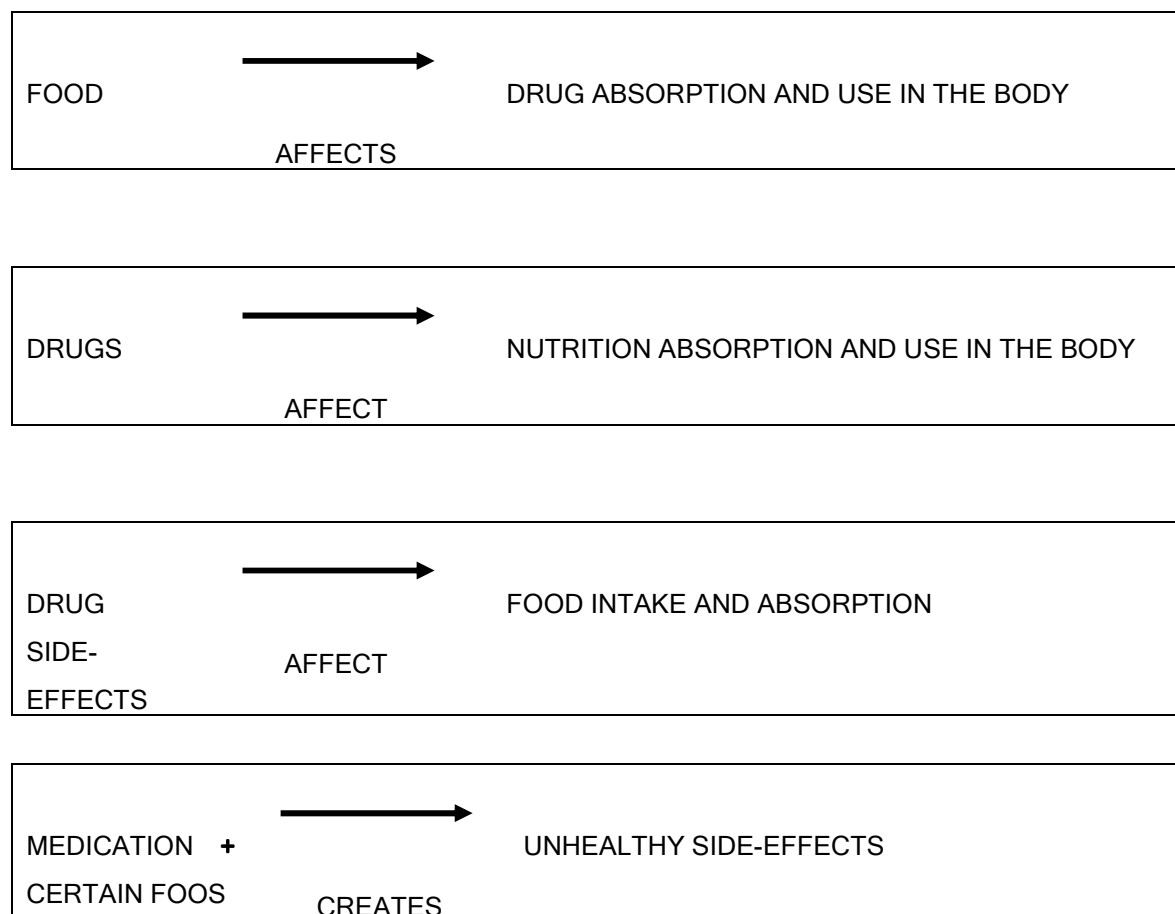 FOOD DRUG ABSORPTION AND USE IN THE BODY
AFFECTS
DRUGS NUTRITION ABSORPTION AND USE IN THE BODY
AFFECT
DRUG FOOD INTAKE AND ABSORPTION
SIDE-
AFFECT
EFFECTS
MEDICATION + UNHEALTHY SIDE-EFFECTS
CERTAIN FOOS
CREATES